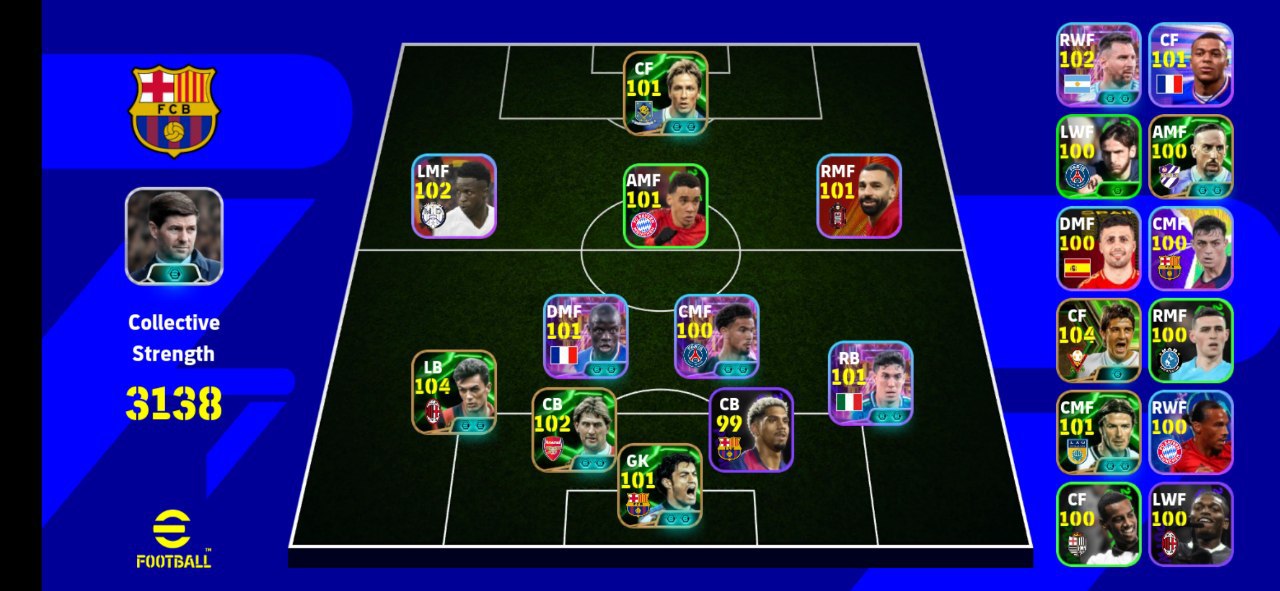 FCB
Collective
Strength
3138
FOOTBALL™
CF
101
LMF
102
AMF
101
RMF
101
DMF
101
CMF
100
LB
104
CB
102
CB
99
RB
101
GK
101
RWF
102
CF
101
LWF
100
AMF
100
DMF
100
CMF
100
CF
104
RMF
100
CMF
101
RWF
100
CF
100
LWF
100